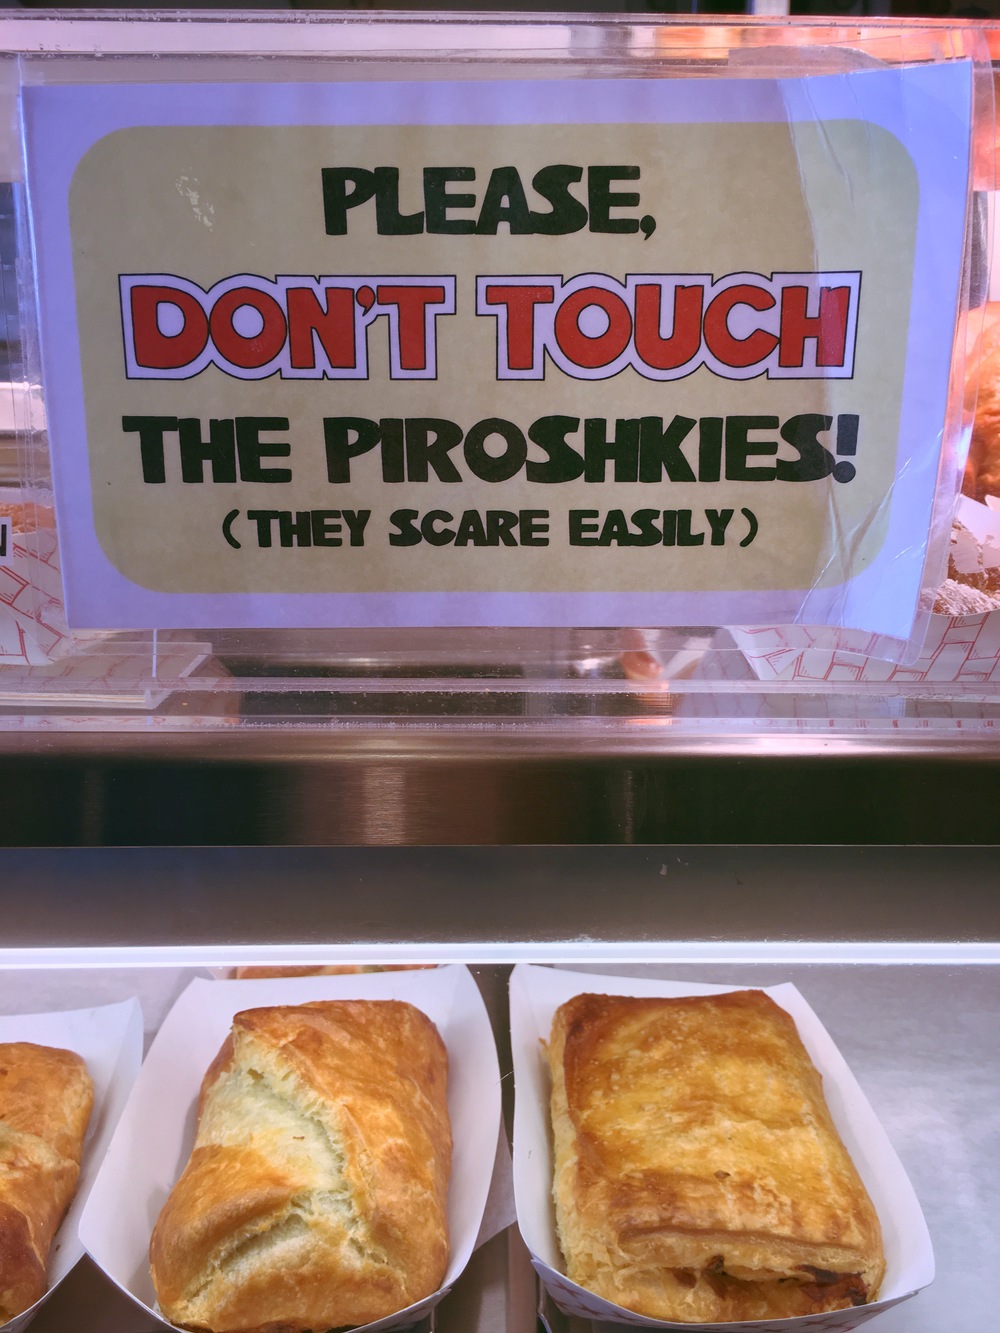 PLEASE,
DON'T TOUCH
THE PIROSHKIES!
(THEY SCARE EASILY)